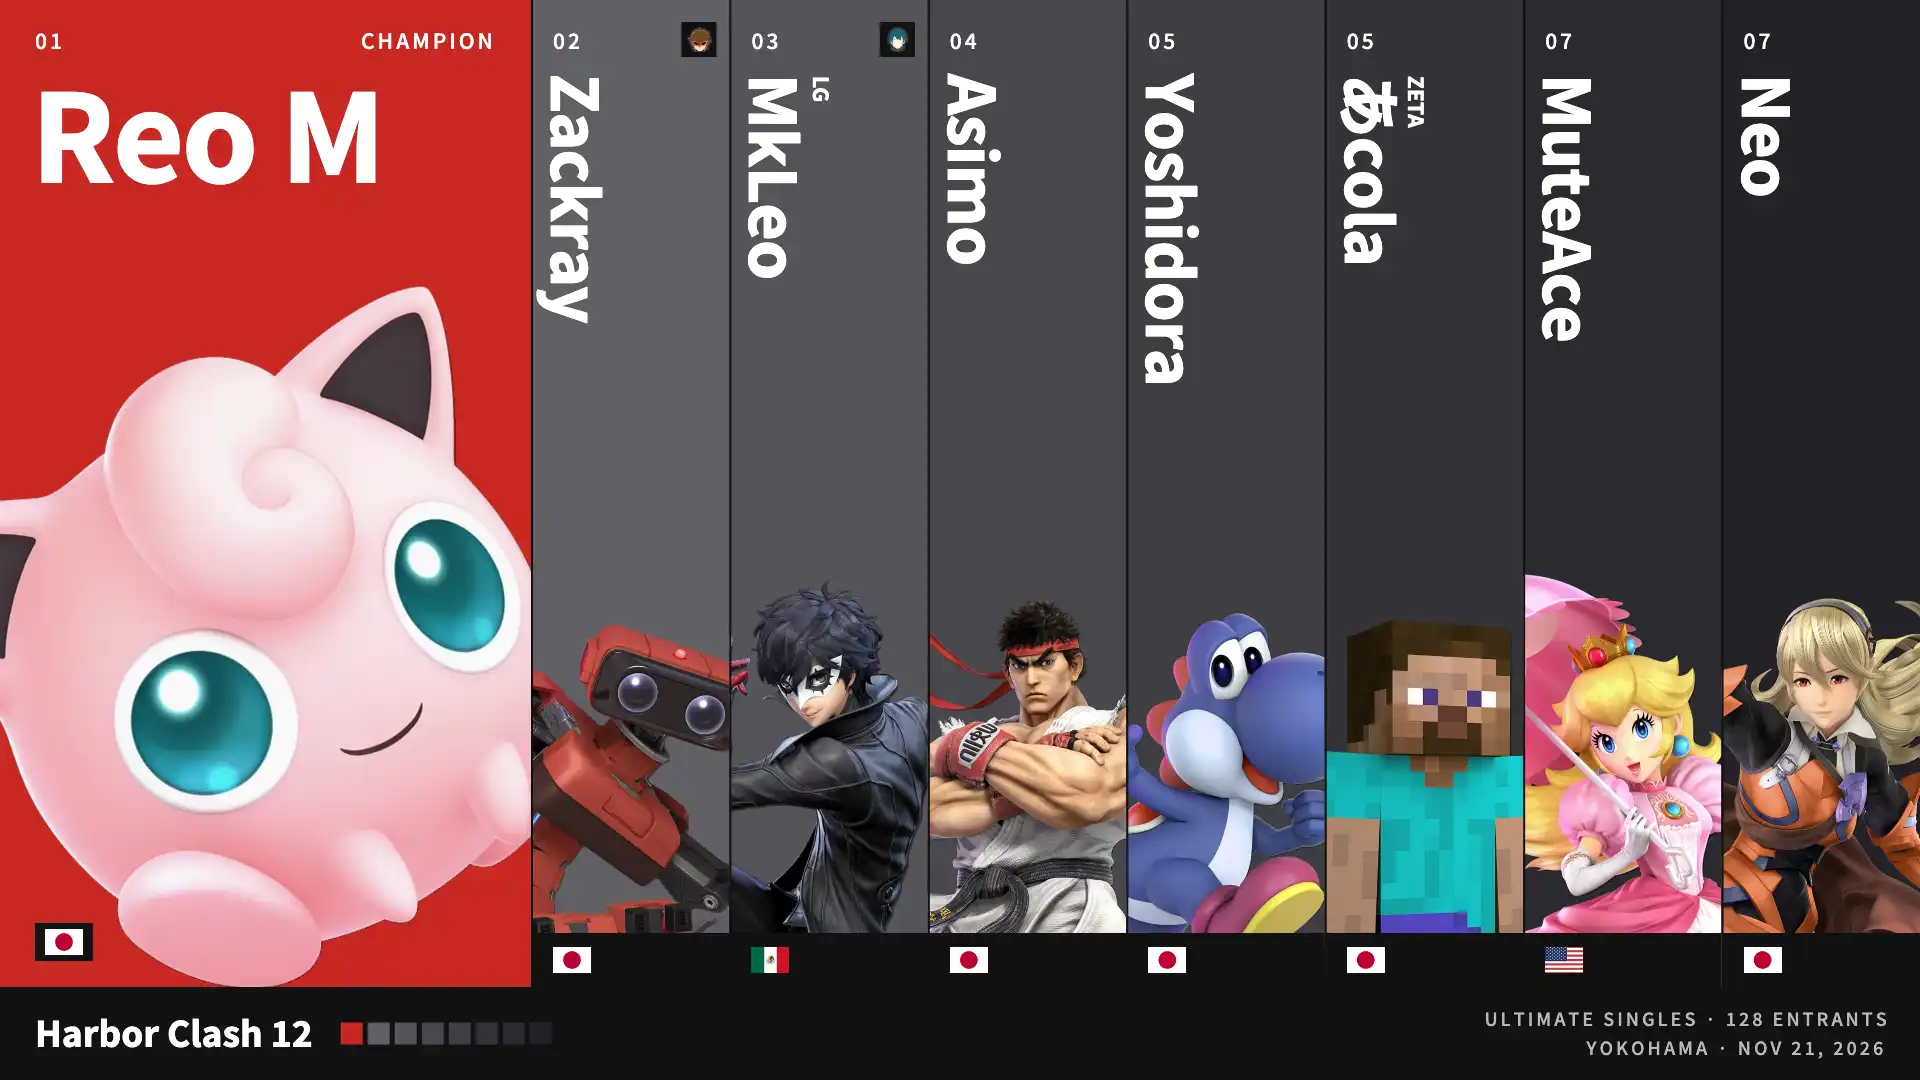 01
CHAMPION
Reo M
02
Zackray
03
LG
MkLeo
04
Asimo
05
Yoshidora
05
ZETA
あcola
07
MuteAce
07
Neo
Harbor Clash 12
ULTIMATE SINGLES · 128 ENTRANTS
YOKOHAMA · NOV 21, 2026